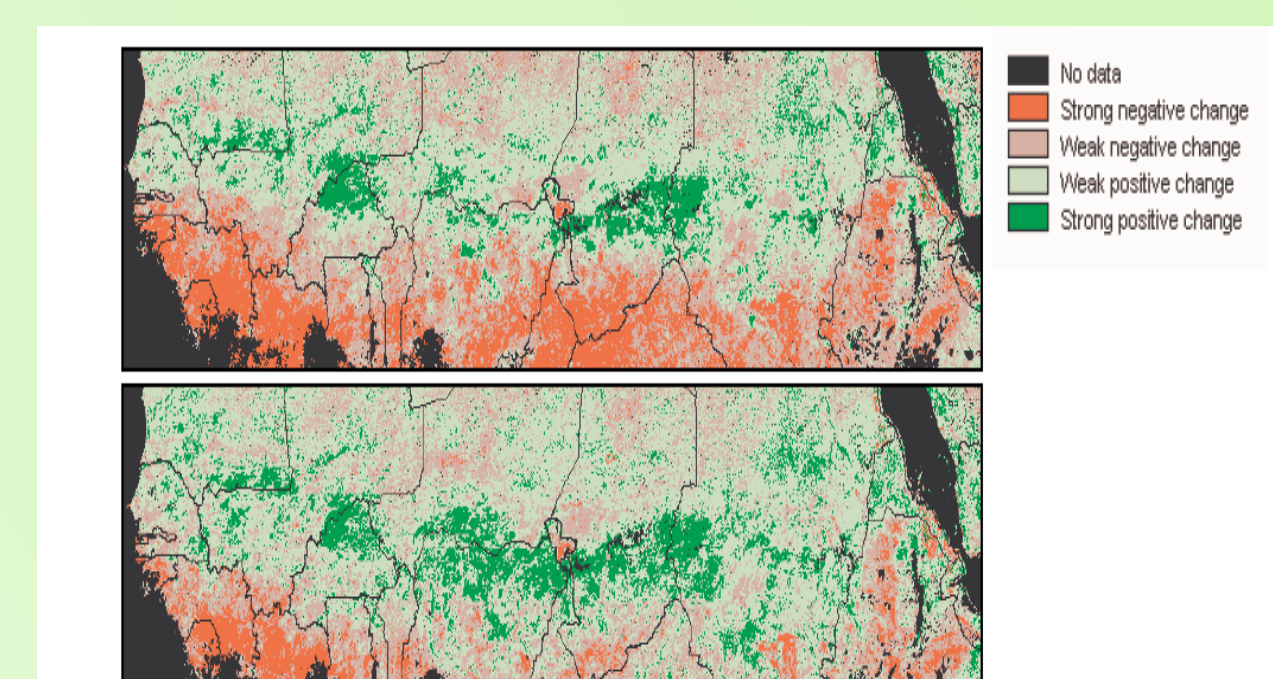 No data
Strong negative change
Weak negative change
Weak positive change
Strong positive change